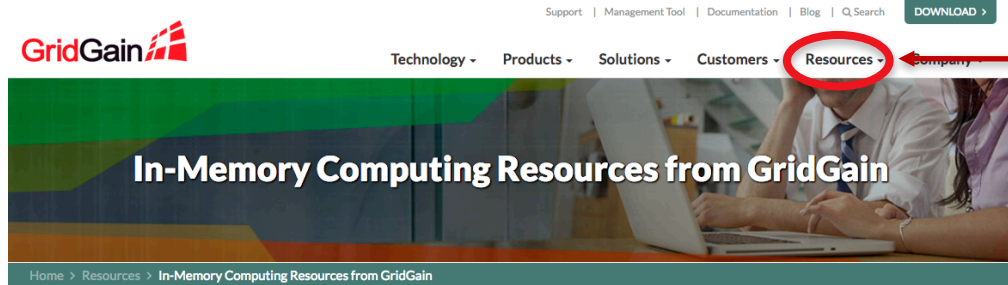 Support | Management Tool | Documentation | Blog | Search DOWNLOAD >
GridGain
Technology Products Solutions Customers Resources Company
In-Memory Computing Resources from GridGain
Home > Resources > In-Memory Computing Resources from GridGain